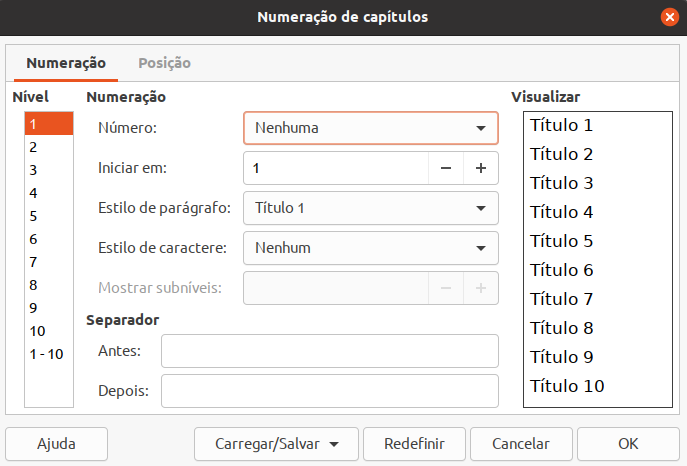 Numeração de capítulos
Numeração
Posição
Nível
1
2
3
4
5
6
7
8
9
10
1 - 10
Numeração
Número: Nenhuma
Iniciar em: 1
Estilo de parágrafo: Título 1
Estilo de caractere: Nenhum
Mostrar subníveis:
Separador
Antes:
Depois:
Visualizar
Título 1
Título 2
Título 3
Título 4
Título 5
Título 6
Título 7
Título 8
Título 9
Título 10
Ajuda
Carregar/Salvar
Redefinir
Cancelar
OK